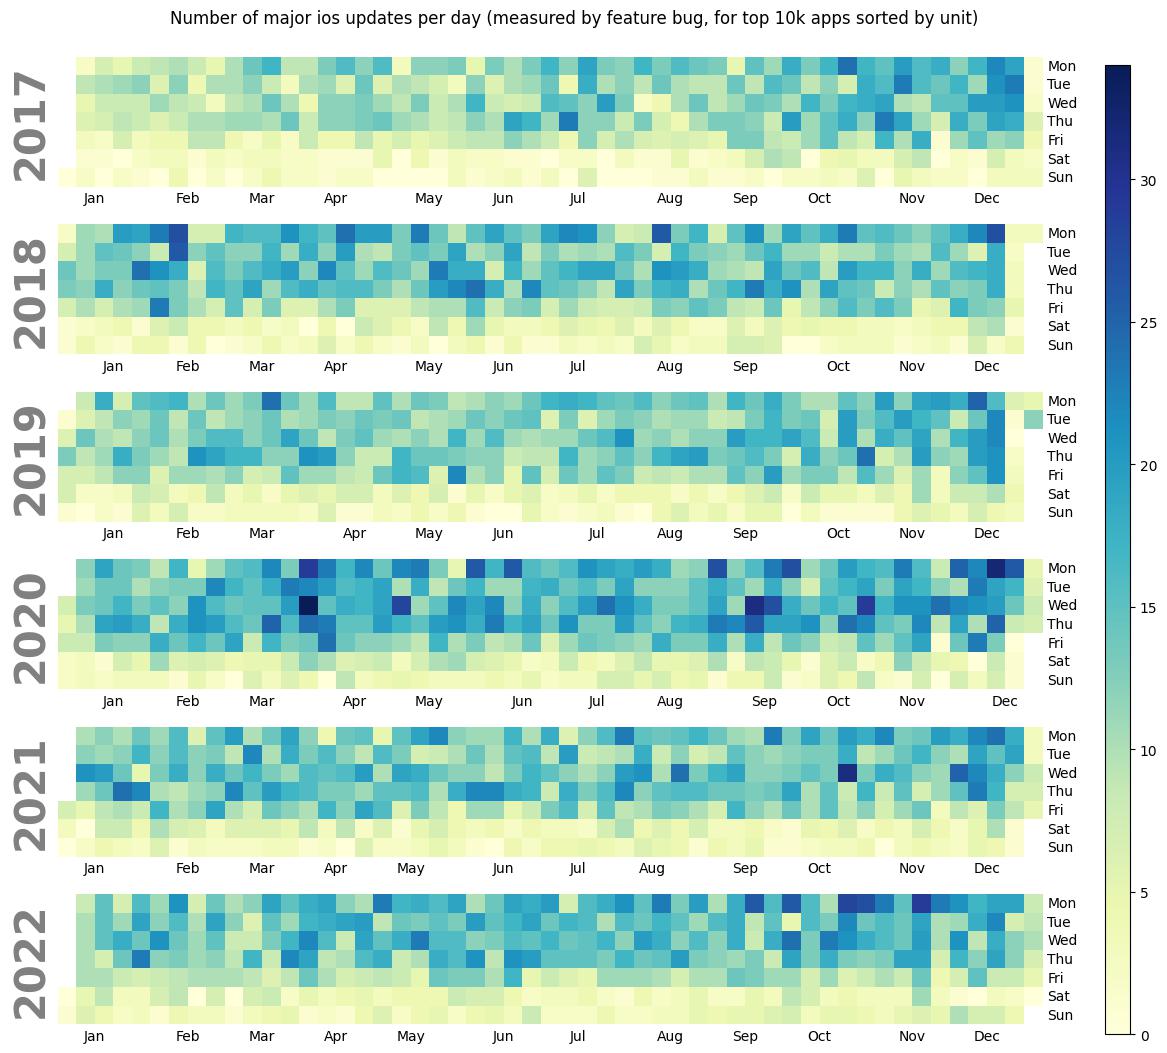 Number of major ios updates per day (measured by feature bug, for top 10k apps sorted by unit)
2017
Mon
Tue
Wed
Thu
Fri
Sat
Sun
Jan Feb Mar Apr May Jun Jul Aug Sep Oct Nov Dec
2018
Mon
Tue
Wed
Thu
Fri
Sat
Sun
Jan Feb Mar Apr May Jun Jul Aug Sep Oct Nov Dec
2019
Mon
Tue
Wed
Thu
Fri
Sat
Sun
Jan Feb Mar Apr May Jun Jul Aug Sep Oct Nov Dec
2020
Mon
Tue
Wed
Thu
Fri
Sat
Sun
Jan Feb Mar Apr May Jun Jul Aug Sep Oct Nov Dec
2021
Mon
Tue
Wed
Thu
Fri
Sat
Sun
Jan Feb Mar Apr May Jun Jul Aug Sep Oct Nov Dec
2022
Mon
Tue
Wed
Thu
Fri
Sat
Sun
Jan Feb Mar Apr May Jun Jul Aug Sep Oct Nov Dec
30
25
20
15
10
5
0